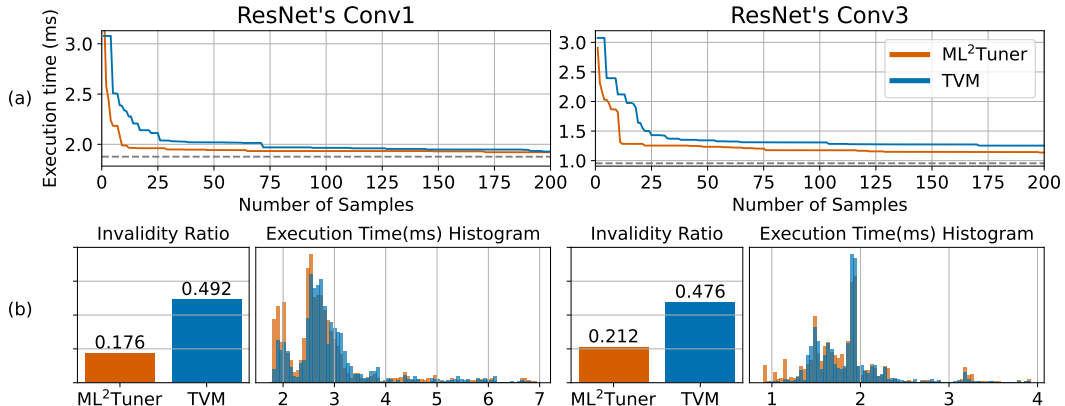 ResNet's Conv1
ResNet's Conv3
(a)
Execution time (ms)
3.0
2.5
2.0
0 25 50 75 100 125 150 175 200
Number of Samples
3.0
2.5
2.0
1.5
1.0
ML²Tuner
TVM
0 25 50 75 100 125 150 175 200
Number of Samples
(b)
Invalidity Ratio
0.176
0.492
ML²Tuner TVM
Execution Time(ms) Histogram
2 3 4 5 6 7
Invalidity Ratio
0.212
0.476
ML²Tuner TVM
Execution Time(ms) Histogram
1 2 3 4